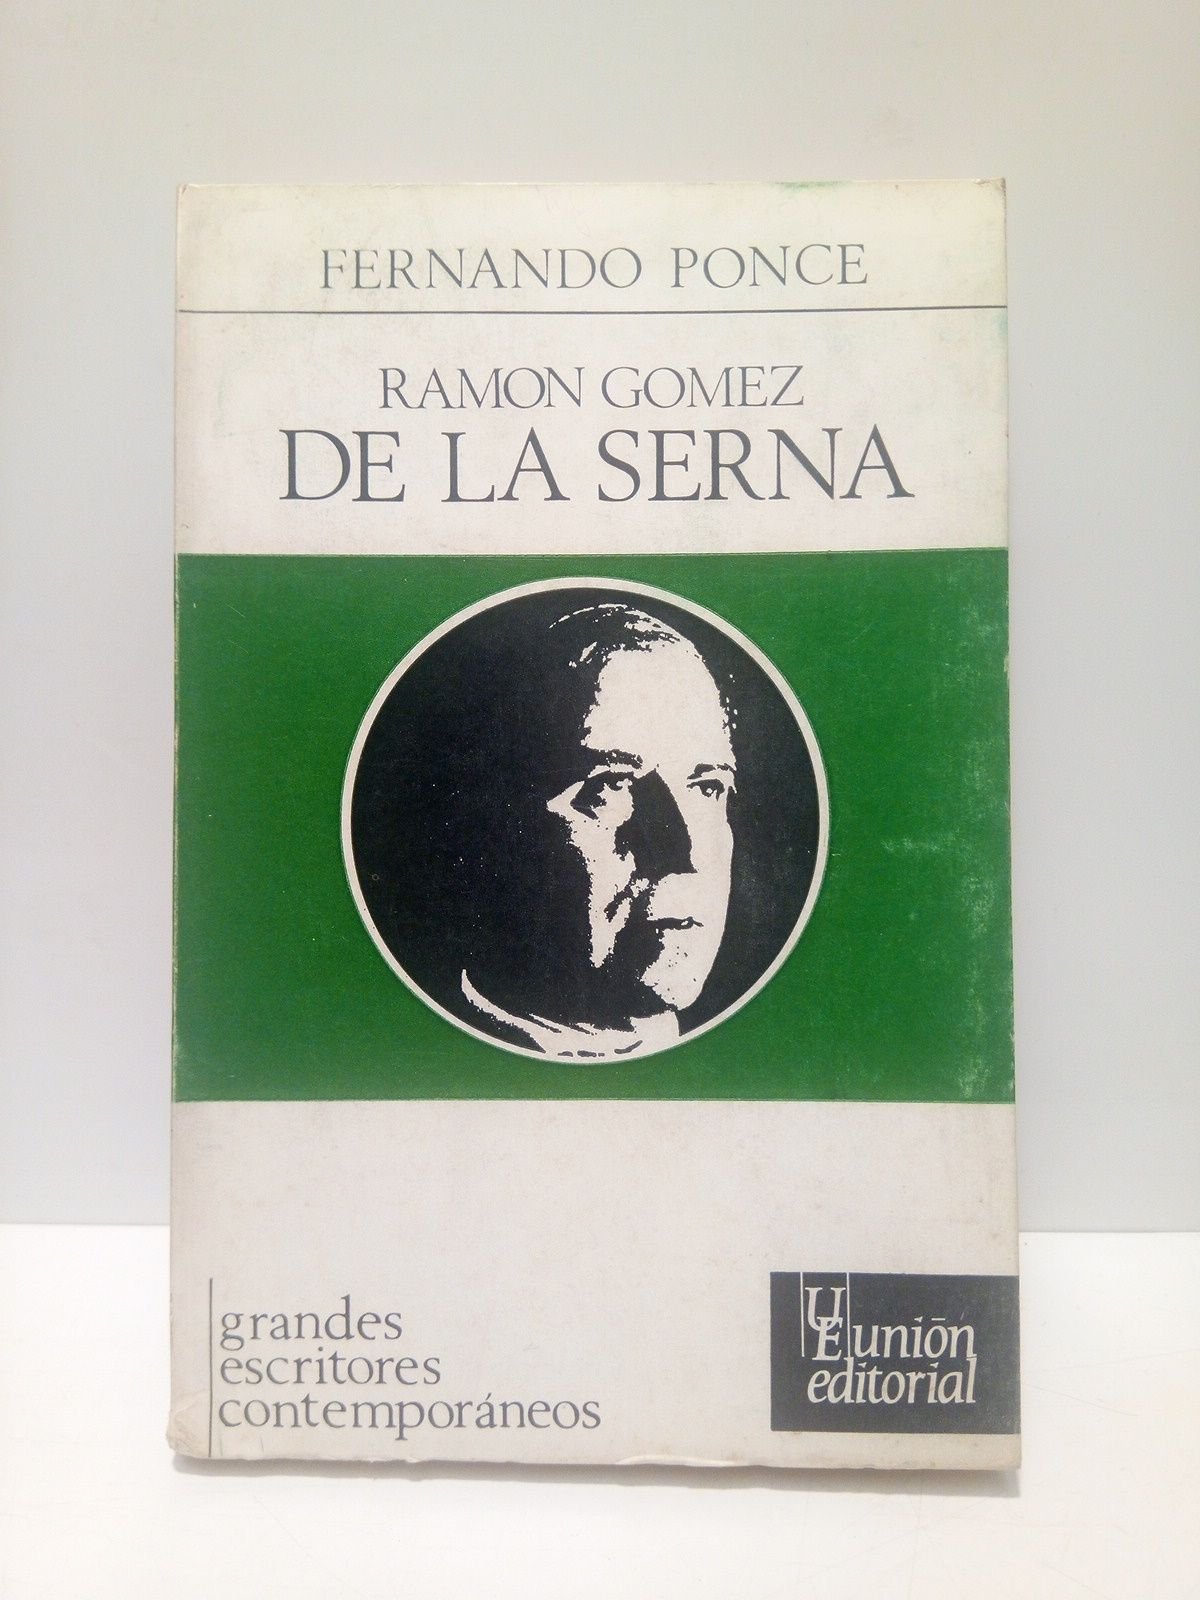 FERNANDO PONCE
RAMON GOMEZ
DE LA SERNA
grandes
escritores
contemporáneos
UE unión
editorial